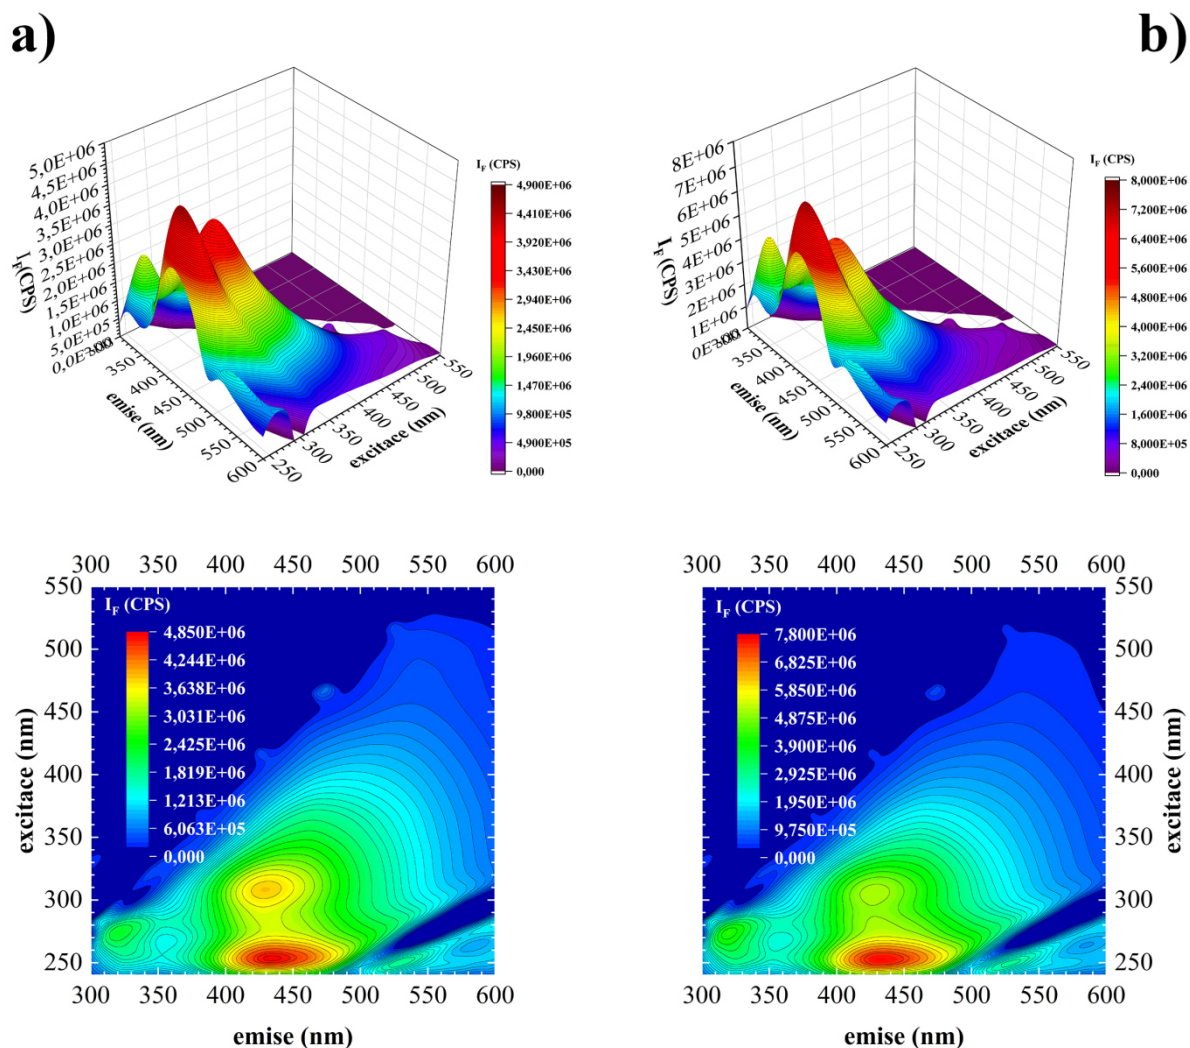 a)
b)
5,0E+06
4,5E+06
4,0E+06
3,5E+06
3,0E+06
2,5E+06
2,0E+06
1,5E+06
1,0E+06
5,0E+05
0,0E+00
I_F (CPS)
300
350
400
450
500
550
600
emise (nm)
250
300
350
400
450
500
550
excitace (nm)
I_F (CPS)
4,900E+06
4,410E+06
3,920E+06
3,430E+06
2,940E+06
2,450E+06
1,960E+06
1,470E+06
9,800E+05
4,900E+05
0,000
8E+06
7E+06
6E+06
5E+06
4E+06
3E+06
2E+06
1E+06
0E+00
I_F (CPS)
300
350
400
450
500
550
600
emise (nm)
250
300
350
400
450
500
550
excitace (nm)
I_F (CPS)
8,000E+06
7,200E+06
6,400E+06
5,600E+06
4,800E+06
4,000E+06
3,200E+06
2,400E+06
1,600E+06
8,000E+05
0,000
300 350 400 450 500 550 600
550
500
450
400
350
300
250
excitace (nm)
I_F (CPS)
4,850E+06
4,244E+06
3,638E+06
3,031E+06
2,425E+06
1,819E+06
1,213E+06
6,063E+05
0,000
300 350 400 450 500 550 600
emise (nm)
300 350 400 450 500 550 600
I_F (CPS)
7,800E+06
6,825E+06
5,850E+06
4,875E+06
3,900E+06
2,925E+06
1,950E+06
9,750E+05
0,000
550
500
450
400
350
300
250
excitace (nm)
300 350 400 450 500 550 600
emise (nm)